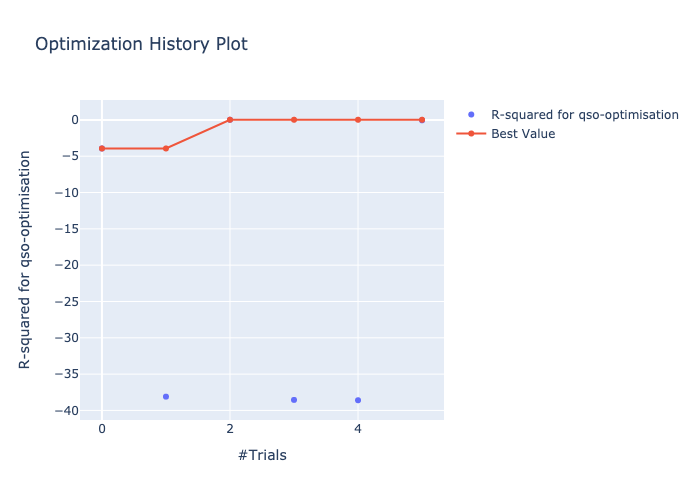 Optimization History Plot
R-squared for qso-optimisation
Best Value
R-squared for qso-optimisation
0
−5
−10
−15
−20
−25
−30
−35
−40
0 2 4
#Trials